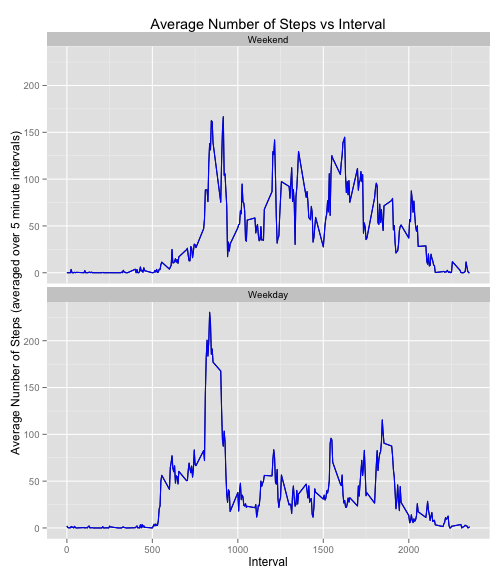 Average Number of Steps vs Interval
Weekend
200
150
100
50
0
Weekday
200
150
100
50
0
Average Number of Steps (averaged over 5 minute intervals)
0 500 1000 1500 2000
Interval